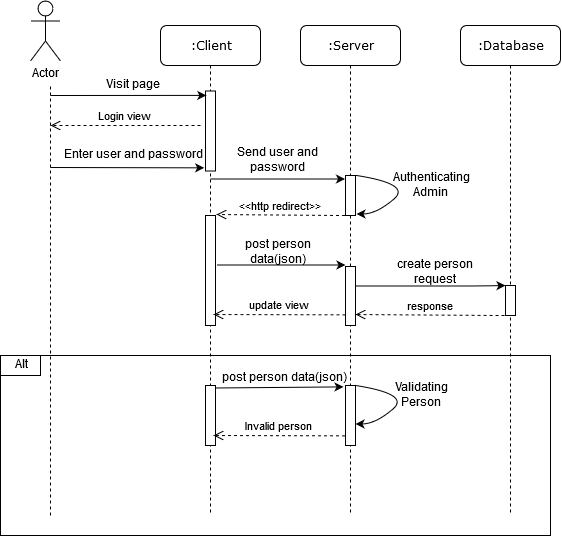 :Client
:Server
:Database
Actor
Visit page
Login view
Enter user and password
Send user and
password
Authenticating
Admin
<<http redirect>>
post person
data(json)
create person
request
update view
response
Alt
post person data(json)
Validating
Person
Invalid person